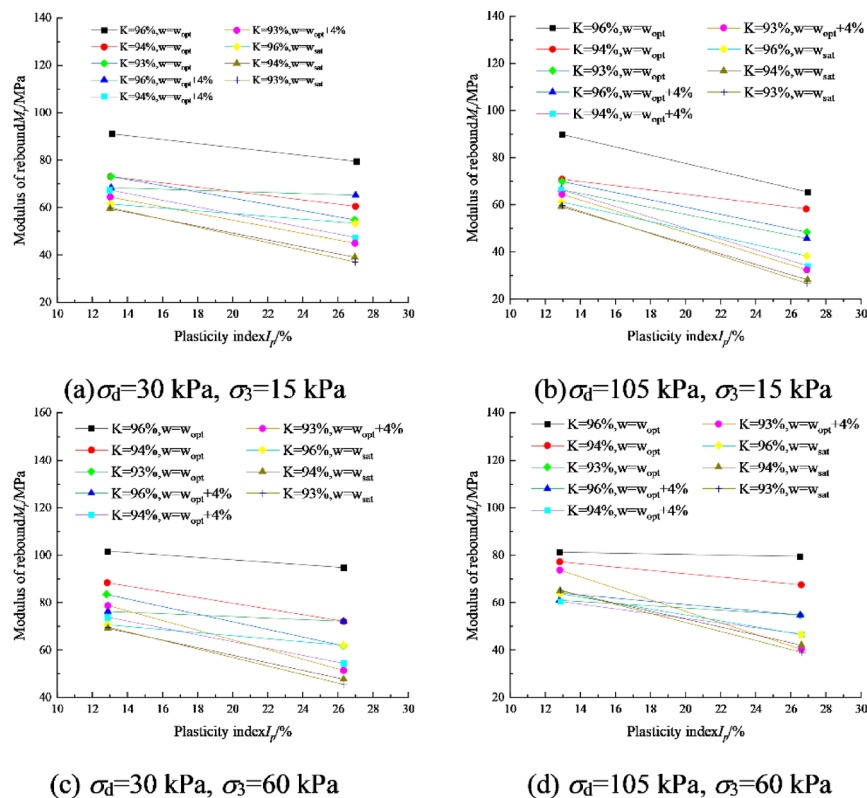 140
120
100
80
60
40
20
Modulus of rebound Mr/MPa
K=96%,w=wopt
K=94%,w=wopt
K=93%,w=wopt
K=96%,w=wopt+4%
K=94%,w=wopt+4%
K=93%,w=wopt+4%
K=96%,w=wsat
K=94%,w=wsat
K=93%,w=wsat
10 12 14 16 18 20 22 24 26 28 30
Plasticity index Ip/%
(a) σd=30 kPa, σ3=15 kPa
140
120
100
80
60
40
20
Modulus of rebound Mr/MPa
K=96%,w=wopt
K=94%,w=wopt
K=93%,w=wopt
K=96%,w=wopt+4%
K=94%,w=wopt+4%
K=93%,w=wopt+4%
K=96%,w=wsat
K=94%,w=wsat
K=93%,w=wsat
10 12 14 16 18 20 22 24 26 28 30
Plasticity index Ip/%
(b) σd=105 kPa, σ3=15 kPa
160
140
120
100
80
60
40
Modulus of rebound Mr/MPa
K=96%,w=wopt
K=94%,w=wopt
K=93%,w=wopt
K=96%,w=wopt+4%
K=94%,w=wopt+4%
K=93%,w=wopt+4%
K=96%,w=wsat
K=94%,w=wsat
K=93%,w=wsat
10 12 14 16 18 20 22 24 26 28 30
Plasticity index Ip/%
(c) σd=30 kPa, σ3=60 kPa
140
120
100
80
60
40
20
Modulus of rebound Mr/MPa
K=96%,w=wopt
K=94%,w=wopt
K=93%,w=wopt
K=96%,w=wopt+4%
K=94%,w=wopt+4%
K=93%,w=wopt+4%
K=96%,w=wsat
K=94%,w=wsat
K=93%,w=wsat
10 12 14 16 18 20 22 24 26 28 30
Plasticity index Ip/%
(d) σd=105 kPa, σ3=60 kPa